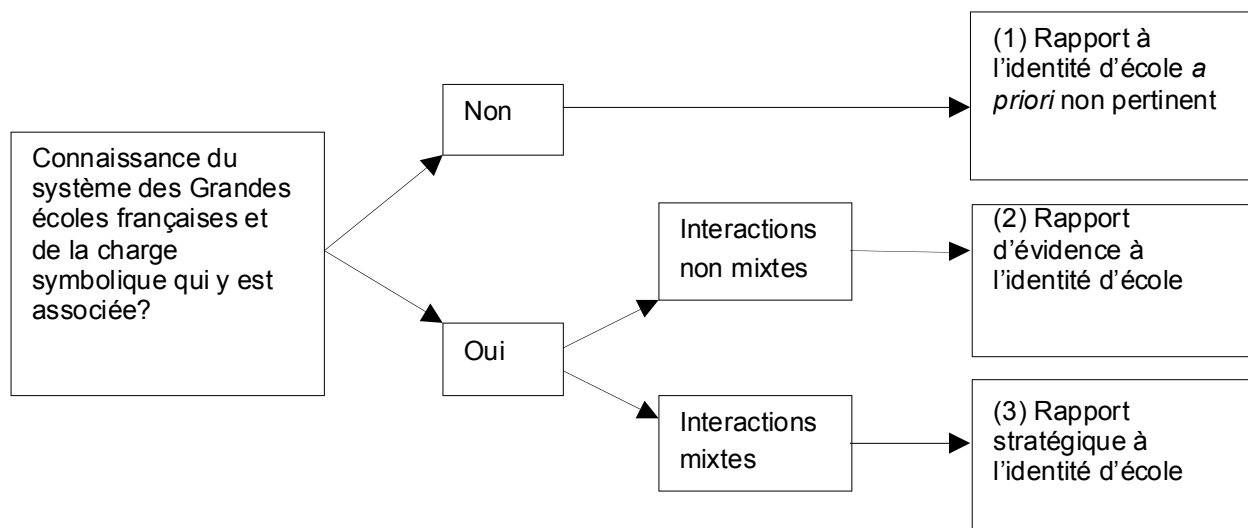 Connaissance du
système des Grandes
écoles françaises et
de la charge
symbolique qui y est
associée?
Non
Oui
Interactions
non mixtes
Interactions
mixtes
(1) Rapport à
l’identité d’école a
priori non pertinent
(2) Rapport
d’évidence à
l’identité d’école
(3) Rapport
stratégique à
l’identité d’école